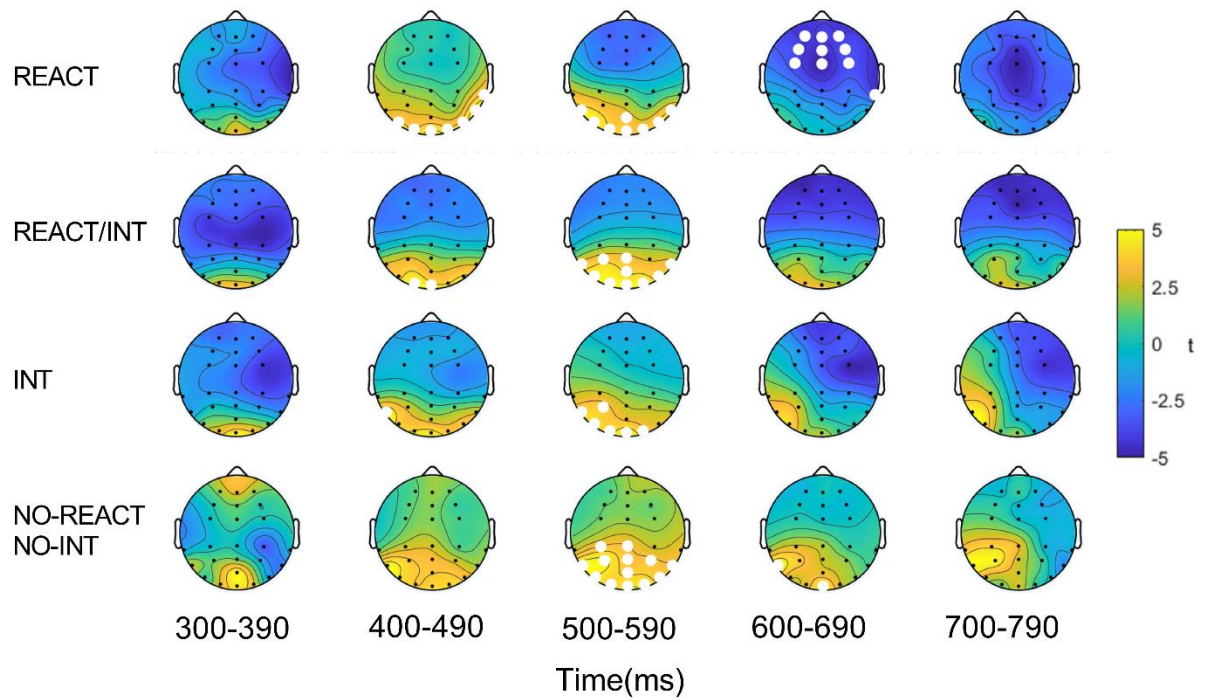 REACT
REACT/INT
INT
NO-REACT
NO-INT
300-390 400-490 500-590 600-690 700-790
Time(ms)
5
2.5
0 t
-2.5
-5